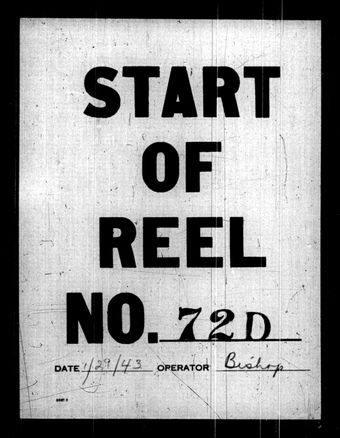 START
OF
REEL
NO. 72D
DATE 1/29/43 OPERATOR Bishop